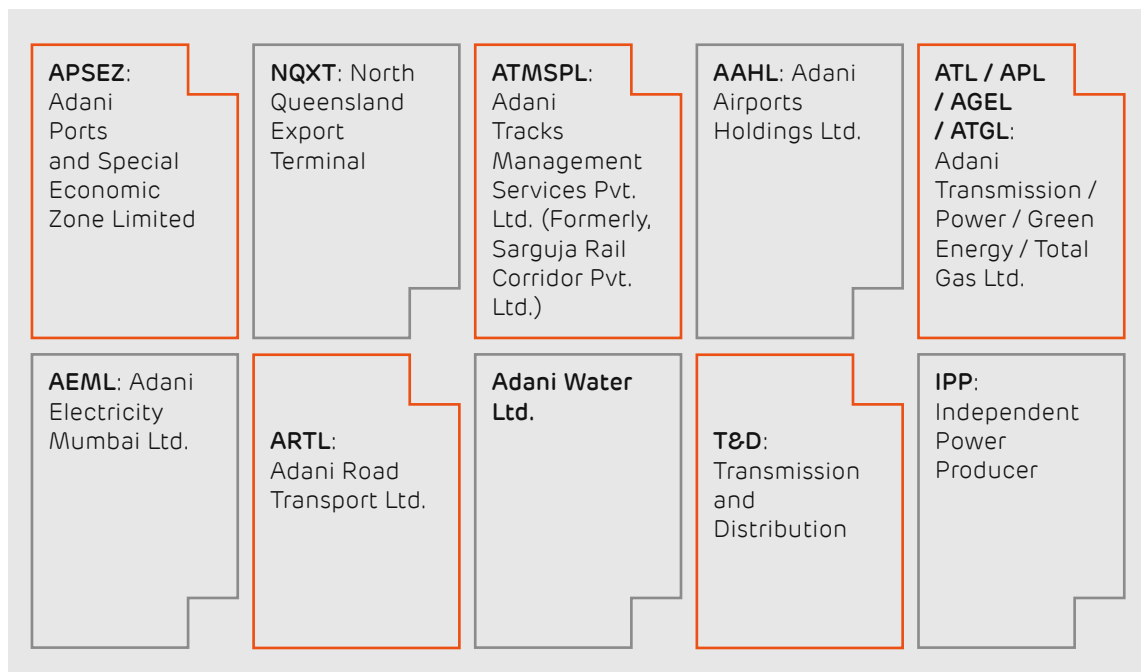 APSEZ:
Adani
Ports
and Special
Economic
Zone Limited
NQXT: North
Queensland
Export
Terminal
ATMSPL:
Adani
Tracks
Management
Services Pvt.
Ltd. (Formerly,
Sarguja Rail
Corridor Pvt.
Ltd.)
AAHL: Adani
Airports
Holdings Ltd.
ATL / APL
/ AGEL
/ ATGL:
Adani
Transmission /
Power / Green
Energy / Total
Gas Ltd.
AEML: Adani
Electricity
Mumbai Ltd.
ARTL:
Adani Road
Transport Ltd.
Adani Water
Ltd.
T&D:
Transmission
and
Distribution
IPP:
Independent
Power
Producer